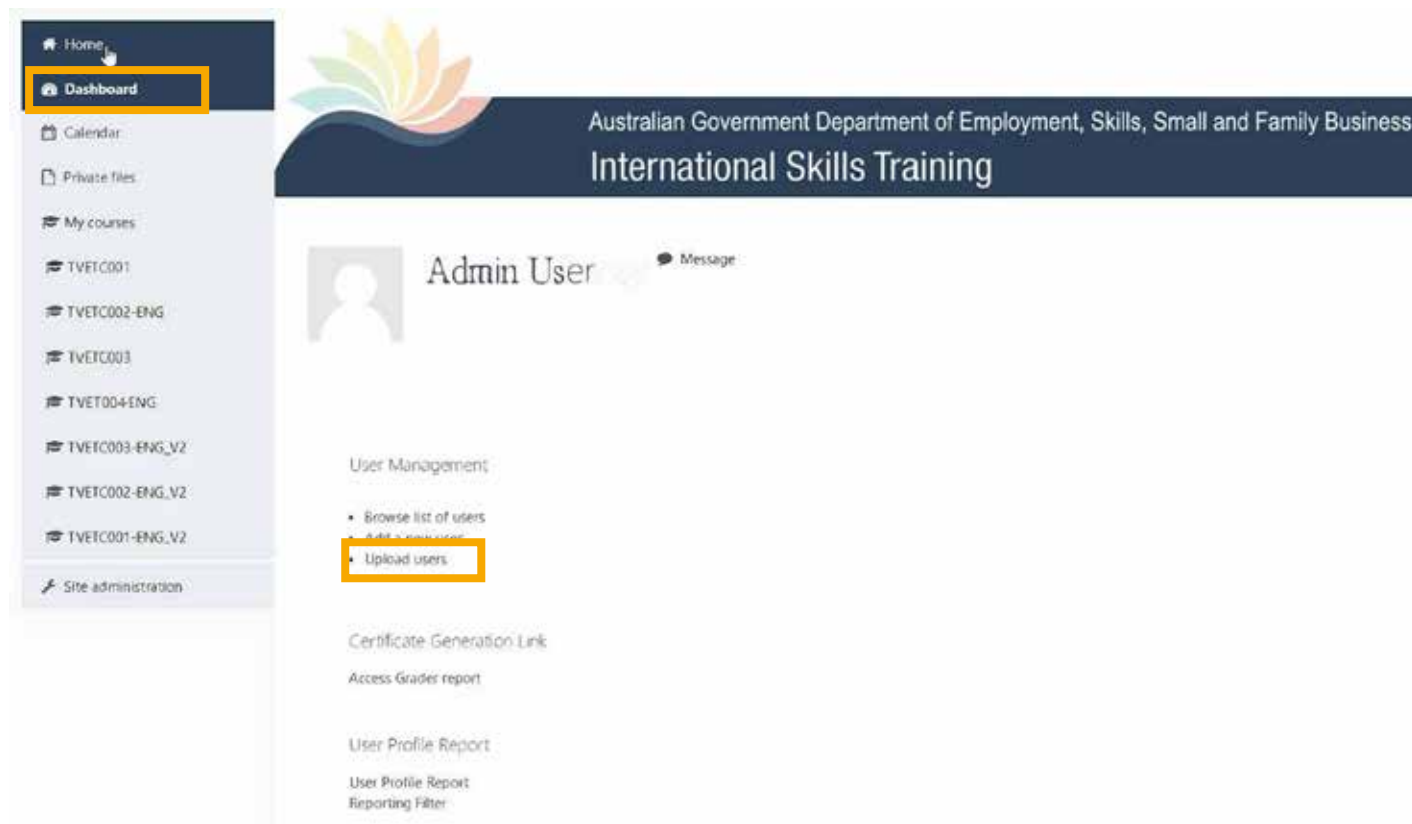 Home
Dashboard
Calendar
Private files
My courses
TVETC001
TVETC002-ENG
TVETC003
TVET004-ENG
TVETC003-ENG_V2
TVETC002-ENG_V2
TVETC001-ENG_V2
Site administration
Australian Government Department of Employment, Skills, Small and Family Business
International Skills Training
Admin User
Message
User Management
• Browse list of users
• Add a new user
• Upload users
Certificate Generation Link
Access Grader report
User Profile Report
User Profile Report
Reporting Filter